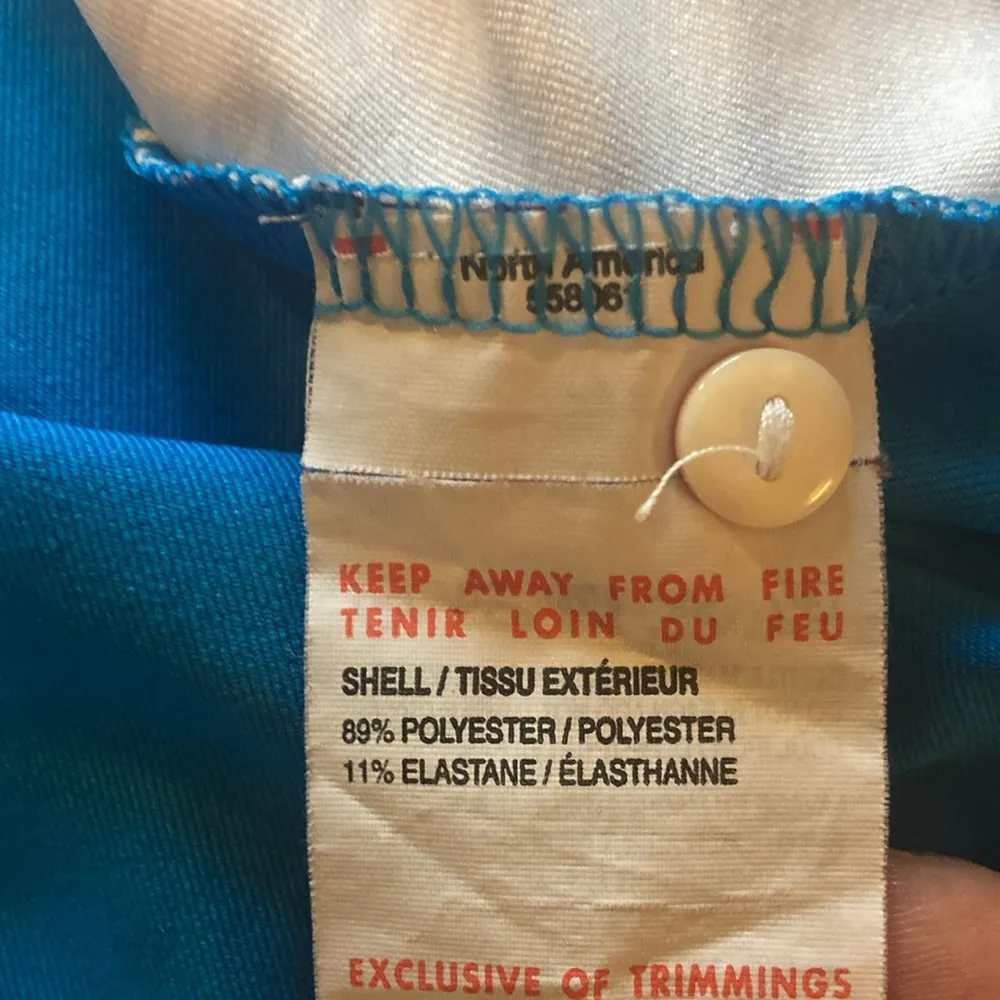 North America
KEEP AWAY FROM FIRE
TENIR LOIN DU FEU
SHELL / TISSU EXTÉRIEUR
89% POLYESTER / POLYESTER
11% ELASTANE / ÉLASTHANNE
EXCLUSIVE OF TRIMMINGS